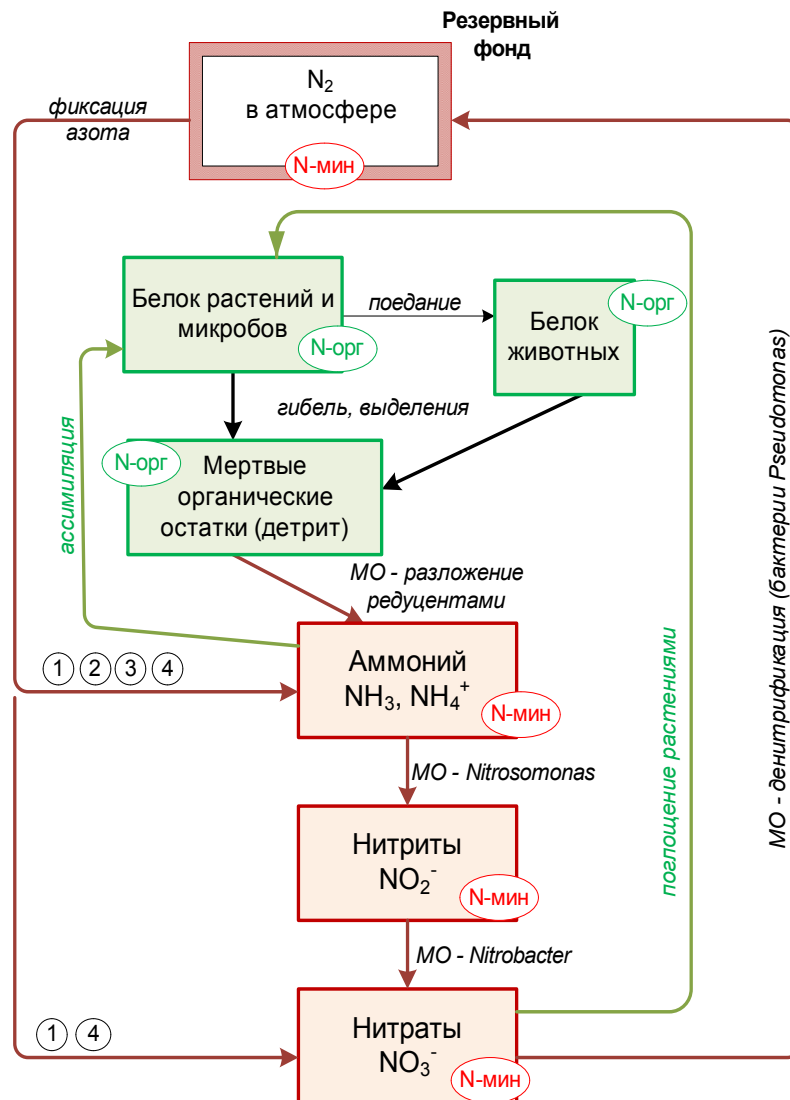 Резервный
фонд
N₂
в атмосфере
N-мин
фиксация
азота
Белок растений и
микробов
N-орг
поедание
Белок
животных
N-орг
гибель, выделения
N-орг
Мертвые
органические
остатки (детрит)
ассимиляция
МО - разложение
редуцентами
Аммоний
NH₃, NH₄⁺
N-мин
1 2 3 4
МО - Nitrosomonas
Нитриты
NO₂⁻
N-мин
МО - Nitrobacter
1 4
Нитраты
NO₃⁻
N-мин
поглощение растениями
МО - денитрификация (бактерии Pseudomonas)